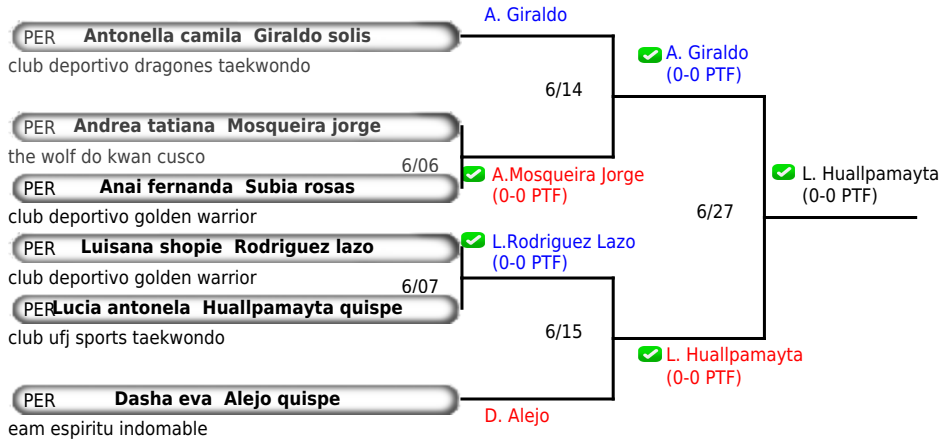 A. Giraldo
PER Antonella camila Giraldo solis
club deportivo dragones taekwondo
A. Giraldo
(0-0 PTF)
6/14
PER Andrea tatiana Mosqueira jorge
the wolf do kwan cusco
6/06
A.Mosqueira Jorge
(0-0 PTF)
PER Anai fernanda Subia rosas
club deportivo golden warrior
L. Huallpamayta
(0-0 PTF)
6/27
PER Luisana shopie Rodriguez lazo
club deportivo golden warrior
L.Rodriguez Lazo
(0-0 PTF)
6/07
PER Lucia antonela Huallpamayta quispe
club ufj sports taekwondo
6/15
L. Huallpamayta
(0-0 PTF)
PER Dasha eva Alejo quispe
eam espiritu indomable
D. Alejo